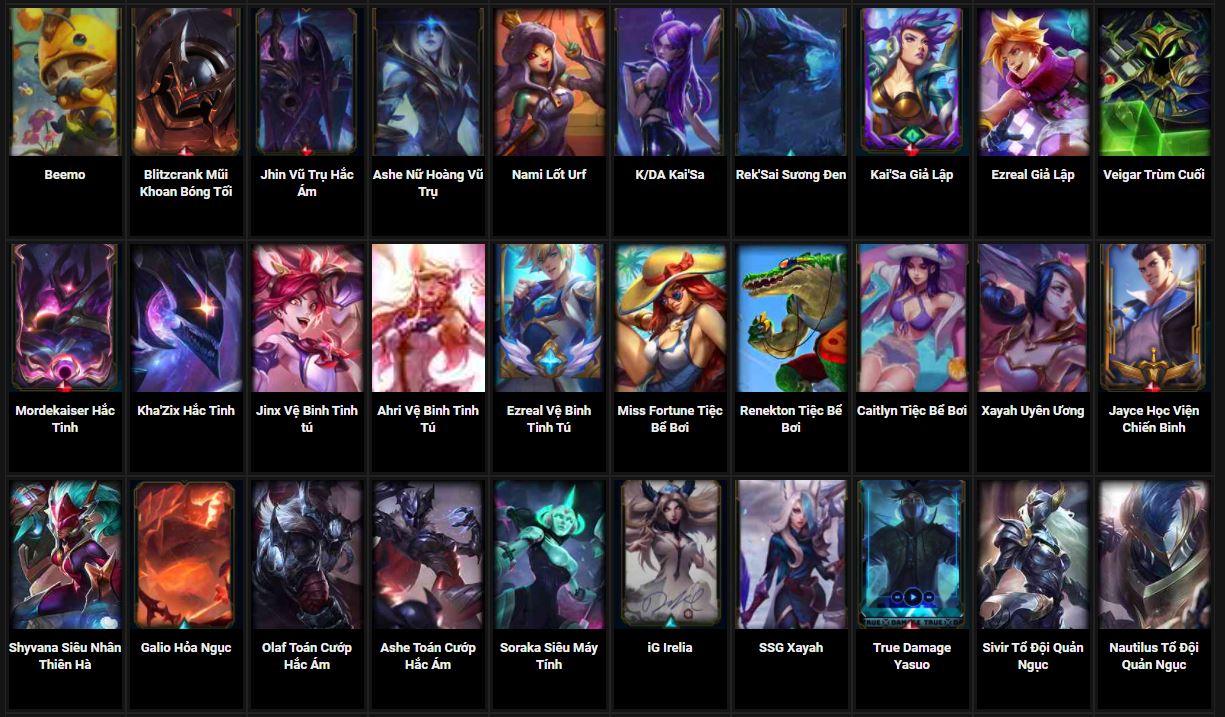 Beemo
Blitzcrank Mũi
Khoan Bóng Tối
Jhin Vũ Trụ Hắc
Ám
Ashe Nữ Hoàng Vũ
Trụ
Nami Lốt Urf
K/DA Kai'Sa
Rek'Sai Sương Đen
Kai'Sa Giả Lập
Ezreal Giả Lập
Veigar Trùm Cuối
Mordekaiser Hắc
Tinh
Kha'Zix Hắc Tinh
Jinx Vệ Binh Tinh
tú
Ahri Vệ Binh Tinh
Tú
Ezreal Vệ Binh
Tinh Tú
Miss Fortune Tiệc
Bể Bơi
Renekton Tiệc Bể
Bơi
Caitlyn Tiệc Bể Bơi
Xayah Uyên Ương
Jayce Học Viện
Chiến Binh
Shyvana Siêu Nhân
Thiên Hà
Galio Hỏa Ngục
Olaf Toán Cướp
Hắc Ám
Ashe Toán Cướp
Hắc Ám
Soraka Siêu Máy
Tính
iG Irelia
SSG Xayah
True Damage
Yasuo
Sivir Tổ Đội Quản
Ngục
Nautilus Tổ Đội
Quản Ngục